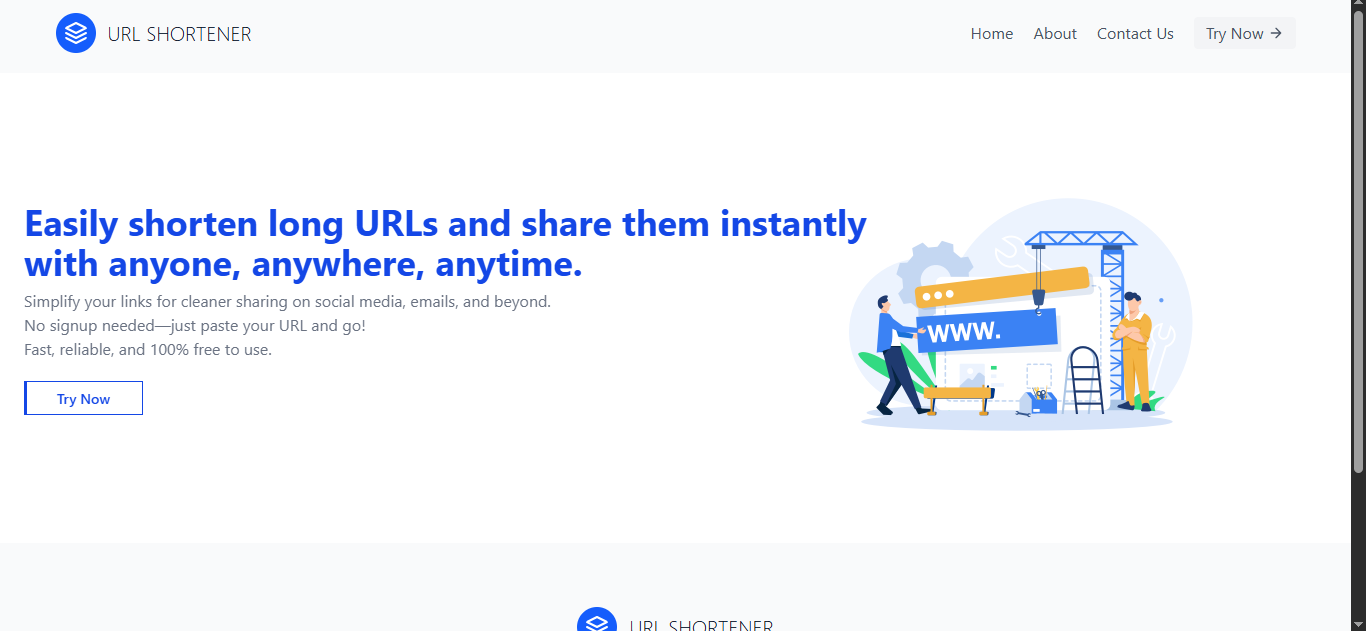 URL SHORTENER
Home
About
Contact Us
Try Now →
Easily shorten long URLs and share them instantly
with anyone, anywhere, anytime.
Simplify your links for cleaner sharing on social media, emails, and beyond.
No signup needed—just paste your URL and go!
Fast, reliable, and 100% free to use.
Try Now
WWW.
URL SHORTENER